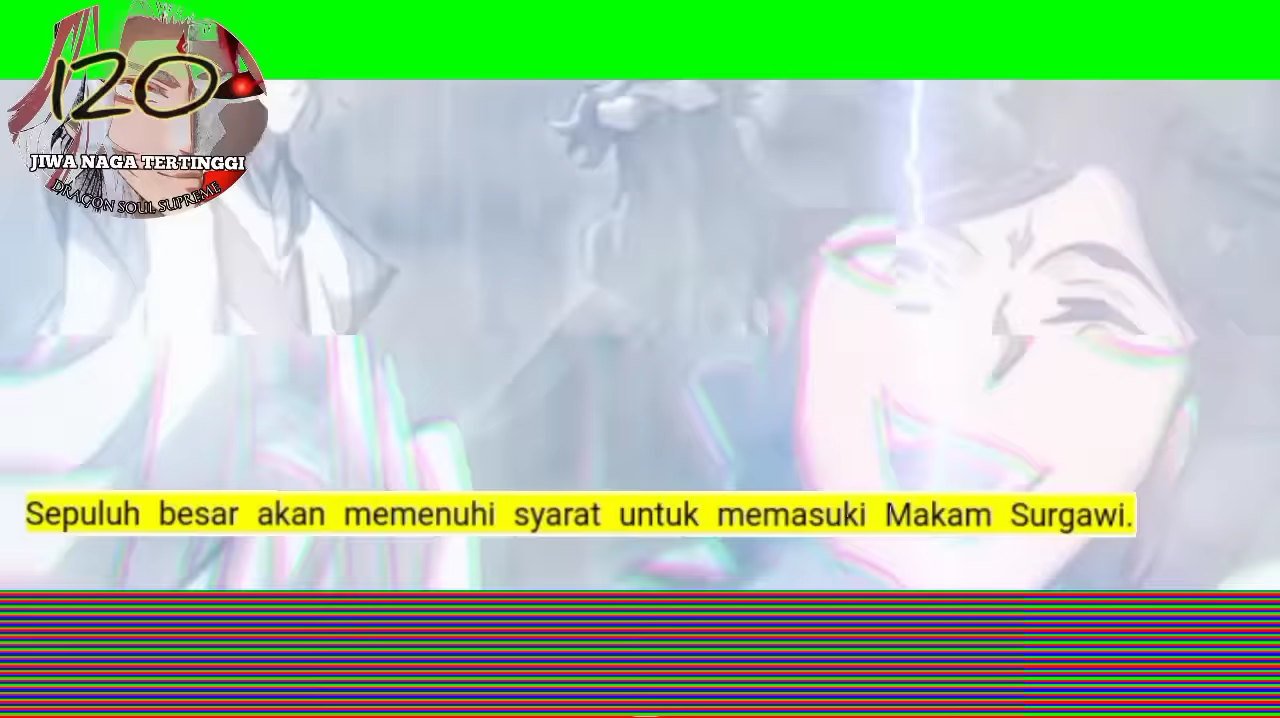 120
JIWA NAGA TERTINGGI
DRAGON SOUL SUPREME
Sepuluh besar akan memenuhi syarat untuk memasuki Makam Surgawi.